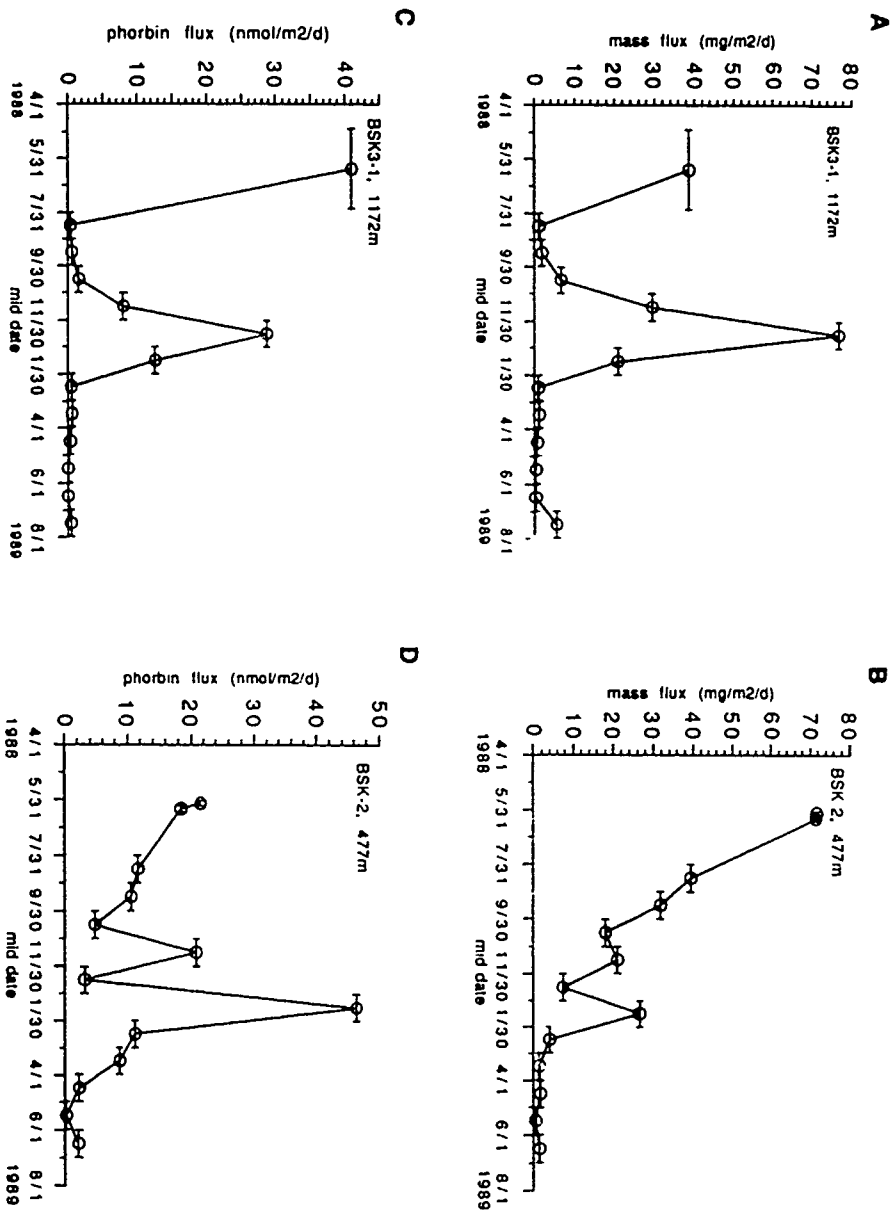 A
mass flux (mg/m2/d)
80
70
60
50
40
30
20
10
0
BSK3-1, 1172m
4/1 5/31 7/31 9/30 11/30 1/30 4/1 6/1 8/1
1988 mid date 1989
B
mass flux (mg/m2/d)
80
70
60
50
40
30
20
10
0
BSK 2, 477m
4/1 5/31 7/31 9/30 11/30 1/30 4/1 6/1 8/1
1988 mid date 1989
C
phorbin flux (nmol/m2/d)
40
30
20
10
0
BSK3-1, 1172m
4/1 5/31 7/31 9/30 11/30 1/30 4/1 6/1 8/1
1988 mid date 1989
D
phorbin flux (nmol/m2/d)
50
40
30
20
10
0
BSK-2, 477m
4/1 5/31 7/31 9/30 11/30 1/30 4/1 6/1 8/1
1988 mid date 1989